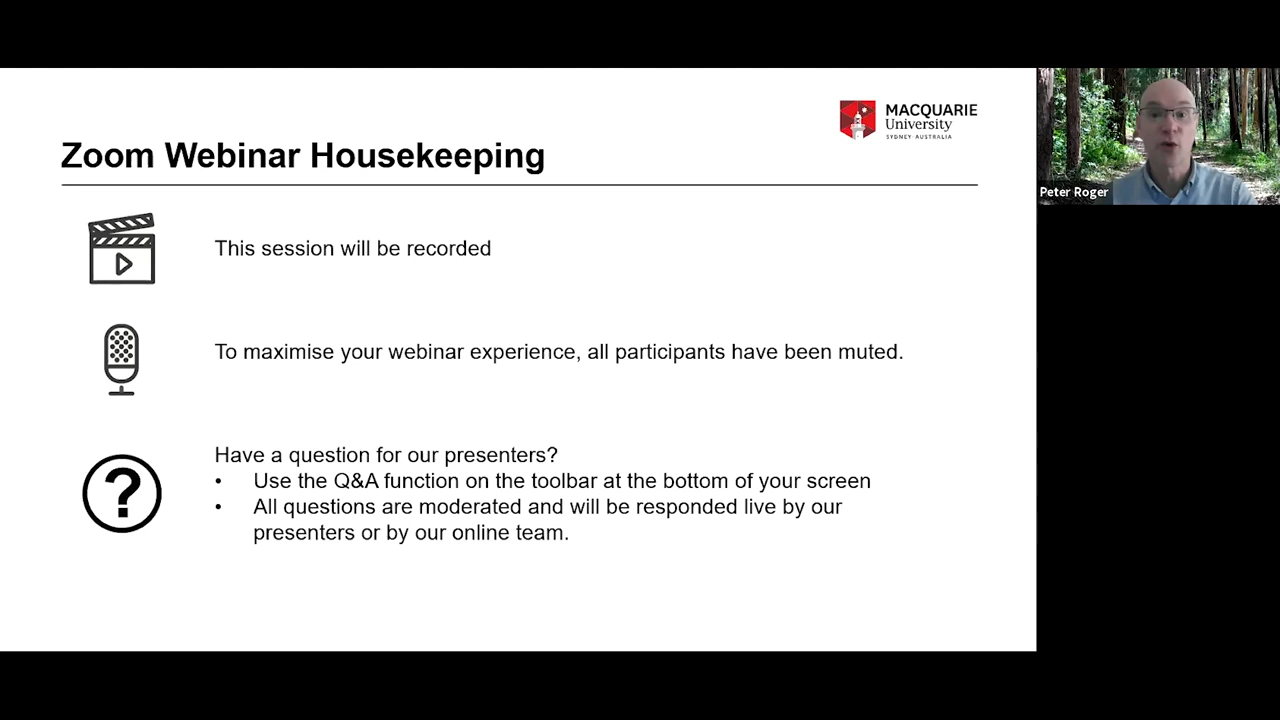 MACQUARIE
University
SYDNEY·AUSTRALIA
Zoom Webinar Housekeeping
Peter Roger
This session will be recorded
To maximise your webinar experience, all participants have been muted.
Have a question for our presenters?
• Use the Q&A function on the toolbar at the bottom of your screen
• All questions are moderated and will be responded live by our
presenters or by our online team.
?